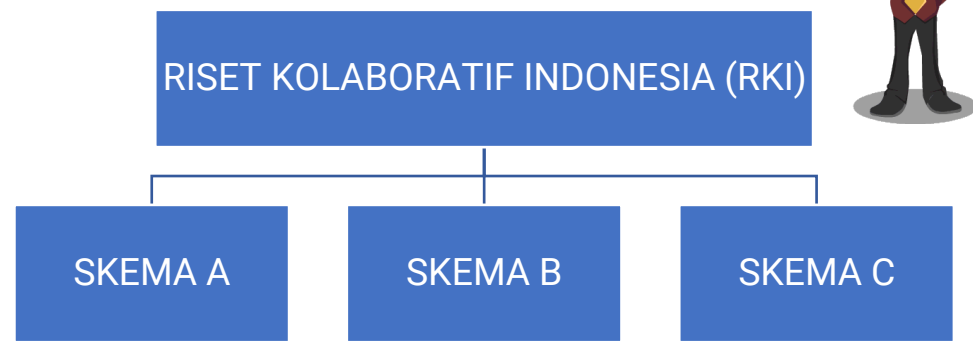 RISET KOLABORATIF INDONESIA (RKI)
SKEMA A
SKEMA B
SKEMA C